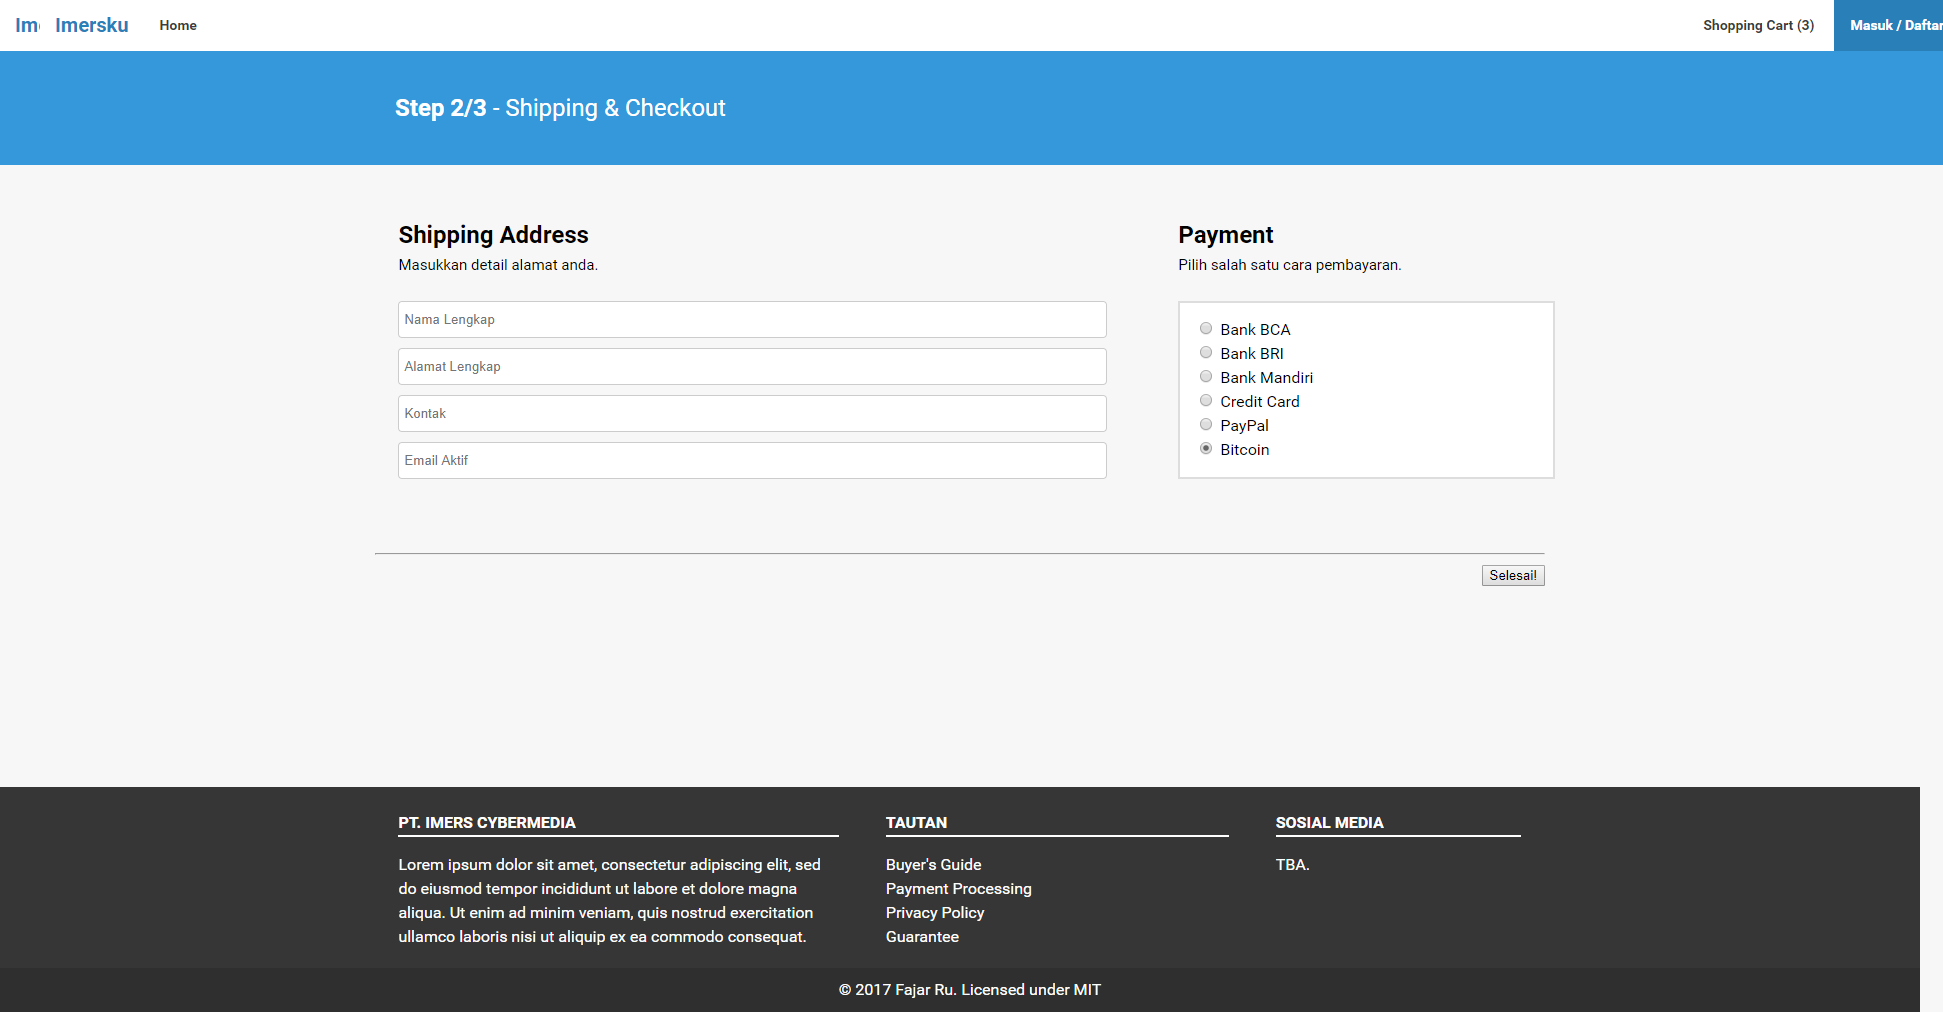 Im Imersku Home Shopping Cart (3) Masuk / Daftar
Step 2/3 - Shipping & Checkout
Shipping Address
Masukkan detail alamat anda.
Nama Lengkap
Alamat Lengkap
Kontak
Email Aktif
Payment
Pilih salah satu cara pembayaran.
Bank BCA
Bank BRI
Bank Mandiri
Credit Card
PayPal
Bitcoin
Selesai!
PT. IMERS CYBERMEDIA
Lorem ipsum dolor sit amet, consectetur adipiscing elit, sed
do eiusmod tempor incididunt ut labore et dolore magna
aliqua. Ut enim ad minim veniam, quis nostrud exercitation
ullamco laboris nisi ut aliquip ex ea commodo consequat.
TAUTAN
Buyer's Guide
Payment Processing
Privacy Policy
Guarantee
SOSIAL MEDIA
TBA.
© 2017 Fajar Ru. Licensed under MIT